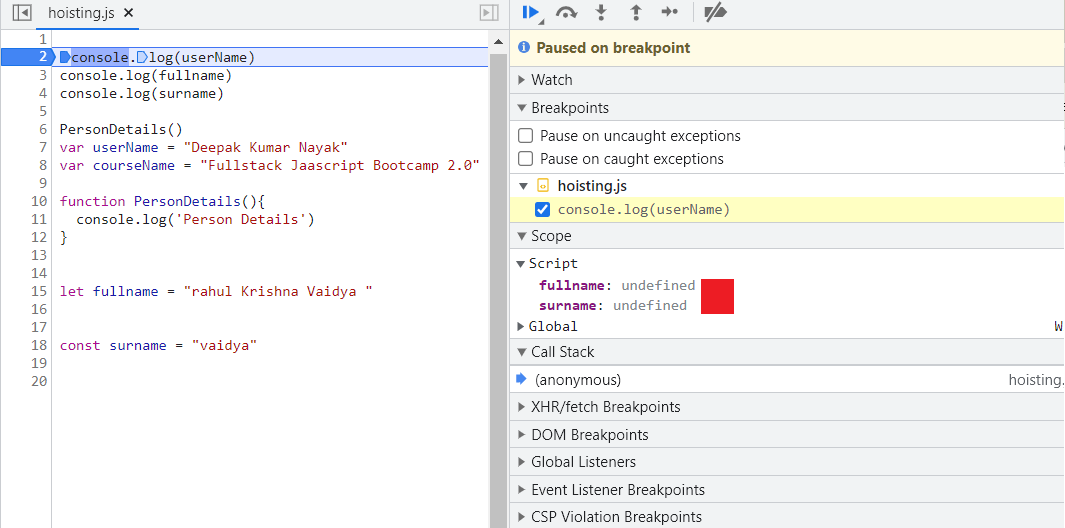 hoisting.js ×
1
2 console.log(userName)
3 console.log(fullname)
4 console.log(surname)
5
6 PersonDetails()
7 var userName = "Deepak Kumar Nayak"
8 var courseName = "Fullstack Jaascript Bootcamp 2.0"
9
10 function PersonDetails(){
11 console.log('Person Details')
12 }
13
14
15 let fullname = "rahul Krishna Vaidya "
16
17
18 const surname = "vaidya"
19
20
Paused on breakpoint
Watch
Breakpoints
Pause on uncaught exceptions
Pause on caught exceptions
hoisting.js
console.log(userName)
Scope
Script
fullname: undefined
surname: undefined
Global W
Call Stack
(anonymous) hoisting.
XHR/fetch Breakpoints
DOM Breakpoints
Global Listeners
Event Listener Breakpoints
CSP Violation Breakpoints